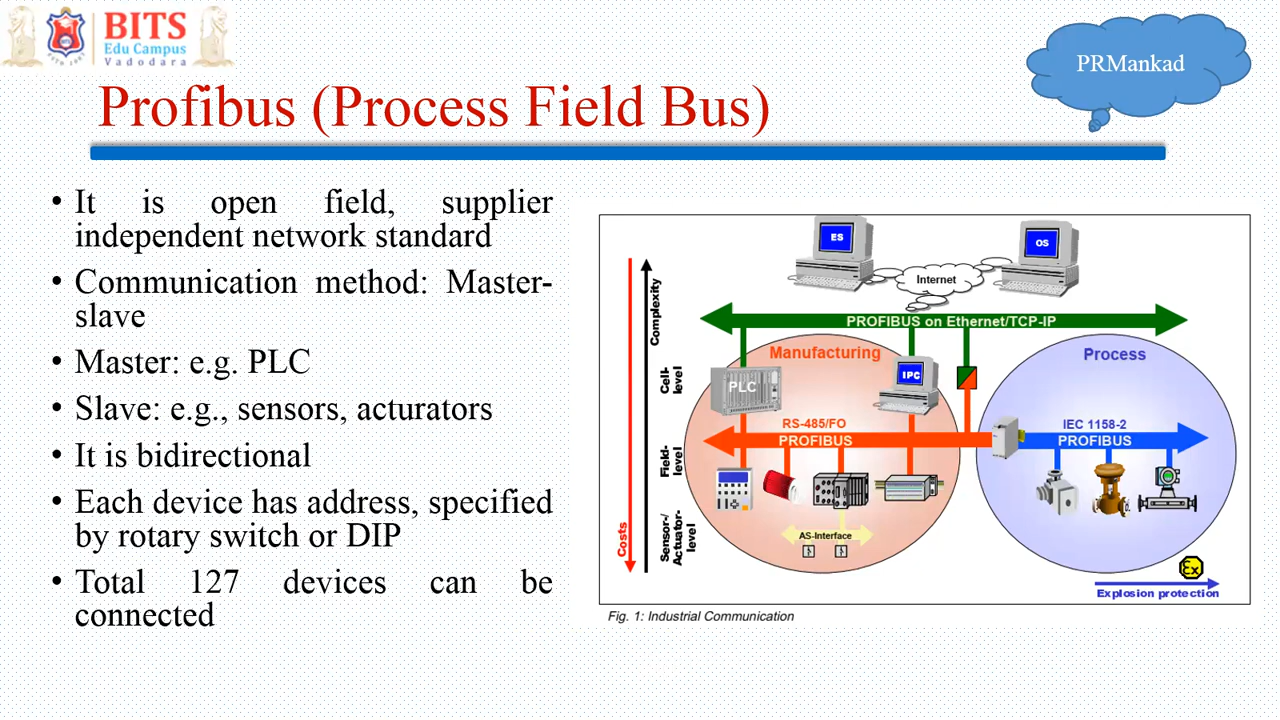 BITS
Edu Campus
Vadodara
PRMankad
Profibus (Process Field Bus)
• It is open field, supplier
independent network standard
• Communication method: Master-
slave
• Master: e.g. PLC
• Slave: e.g., sensors, acturators
• It is bidirectional
• Each device has address, specified
by rotary switch or DIP
• Total 127 devices can be
connected
ES
OS
Internet
Complexity
PROFIBUS on Ethernet/TCP-IP
Manufacturing
Process
Cell-
level
PLC
IPC
RS-485/FO
PROFIBUS
IEC 1158-2
PROFIBUS
Field-
level
Costs
Sensor-/
Actuator-
level
AS-Interface
Ex
Explosion protection
Fig. 1: Industrial Communication